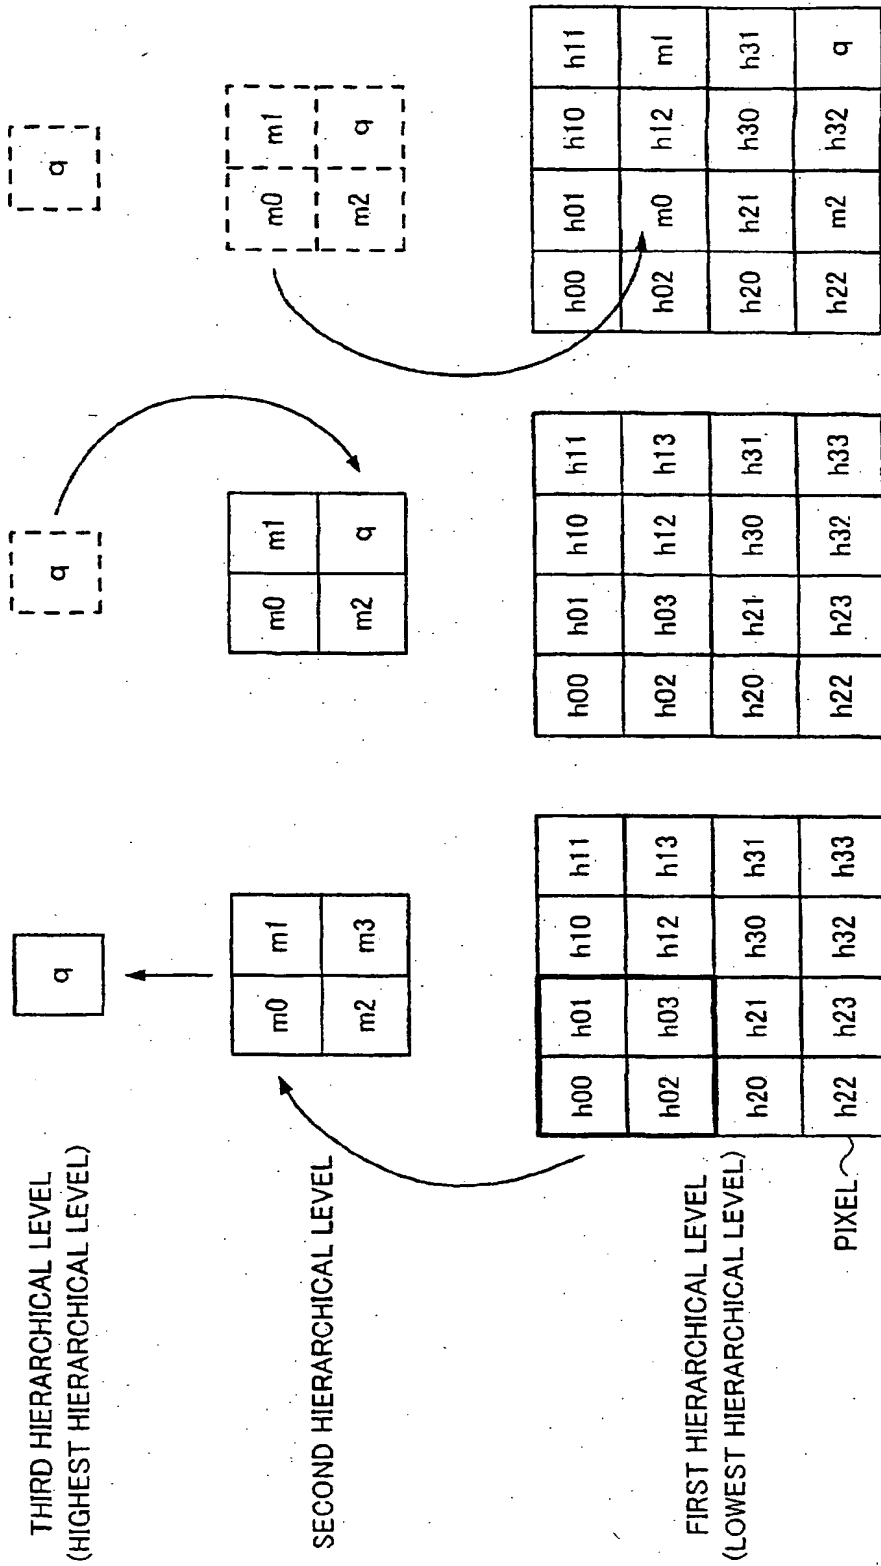 THIRD HIERARCHICAL LEVEL
(HIGHEST HIERARCHICAL LEVEL)
q
q
q
SECOND HIERARCHICAL LEVEL
m0 m1
m2 m3
m0 m1
m2 q
m0 m1
m2 q
FIRST HIERARCHICAL LEVEL
(LOWEST HIERARCHICAL LEVEL)
PIXEL
h00 h01 h10 h11
h02 h03 h12 h13
h20 h21 h30 h31
h22 h23 h32 h33
h00 h01 h10 h11
h02 h03 h12 h13
h20 h21 h30 h31
h22 h23 h32 h33
h00 h01 h10 h11
h02 m0 h12 m1
h20 h21 h30 h31
h22 m2 h32 q